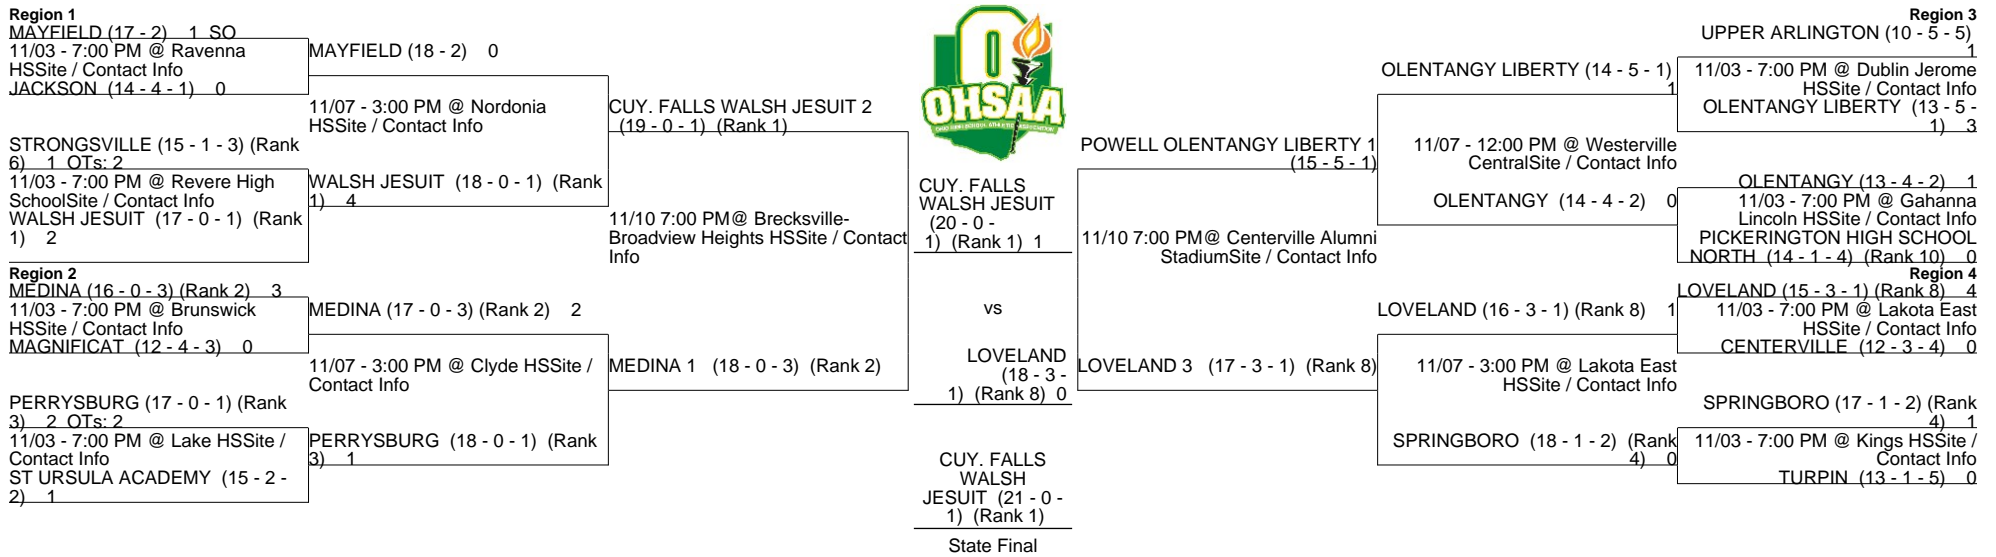 Region 1
MAYFIELD (17 - 2) 1 SO
11/03 - 7:00 PM @ Ravenna
HSSite / Contact Info
JACKSON (14 - 4 - 1) 0
STRONGSVILLE (15 - 1 - 3) (Rank
6) 1 OTs: 2
11/03 - 7:00 PM @ Revere High
SchoolSite / Contact Info
WALSH JESUIT (17 - 0 - 1) (Rank
1) 2
Region 2
MEDINA (16 - 0 - 3) (Rank 2) 3
11/03 - 7:00 PM @ Brunswick
HSSite / Contact Info
MAGNIFICAT (12 - 4 - 3) 0
PERRYSBURG (17 - 0 - 1) (Rank
3) 2 OTs: 2
11/03 - 7:00 PM @ Lake HSSite /
Contact Info
ST URSULA ACADEMY (15 - 2 -
2) 1
MAYFIELD (18 - 2) 0
11/07 - 3:00 PM @ Nordonia
HSSite / Contact Info
WALSH JESUIT (18 - 0 - 1) (Rank
1) 4
MEDINA (17 - 0 - 3) (Rank 2) 2
11/07 - 3:00 PM @ Clyde HSSite /
Contact Info
PERRYSBURG (18 - 0 - 1) (Rank
3) 1
CUY. FALLS WALSH JESUIT 2
(19 - 0 - 1) (Rank 1)
11/10 7:00 PM@ Brecksville-
Broadview Heights HSSite / Contact
Info
MEDINA 1 (18 - 0 - 3) (Rank 2)
OHSAA
CUY. FALLS
WALSH JESUIT
(20 - 0 -
1) (Rank 1) 1
vs
LOVELAND
(18 - 3 -
1) (Rank 8) 0
CUY. FALLS
WALSH
JESUIT (21 - 0 -
1) (Rank 1)
State Final
POWELL OLENTANGY LIBERTY 1
(15 - 5 - 1)
11/10 7:00 PM@ Centerville Alumni
StadiumSite / Contact Info
LOVELAND 3 (17 - 3 - 1) (Rank 8)
OLENTANGY LIBERTY (14 - 5 - 1)
1
11/07 - 12:00 PM @ Westerville
CentralSite / Contact Info
OLENTANGY (14 - 4 - 2) 0
LOVELAND (16 - 3 - 1) (Rank 8) 1
11/07 - 3:00 PM @ Lakota East
HSSite / Contact Info
SPRINGBORO (18 - 1 - 2) (Rank
4) 0
Region 3
UPPER ARLINGTON (10 - 5 - 5)
1
11/03 - 7:00 PM @ Dublin Jerome
HSSite / Contact Info
OLENTANGY LIBERTY (13 - 5 -
1) 3
OLENTANGY (13 - 4 - 2) 1
11/03 - 7:00 PM @ Gahanna
Lincoln HSSite / Contact Info
PICKERINGTON HIGH SCHOOL
NORTH (14 - 1 - 4) (Rank 10) 0
Region 4
LOVELAND (15 - 3 - 1) (Rank 8) 4
11/03 - 7:00 PM @ Lakota East
HSSite / Contact Info
CENTERVILLE (12 - 3 - 4) 0
SPRINGBORO (17 - 1 - 2) (Rank
4) 1
11/03 - 7:00 PM @ Kings HSSite /
Contact Info
TURPIN (13 - 1 - 5) 0